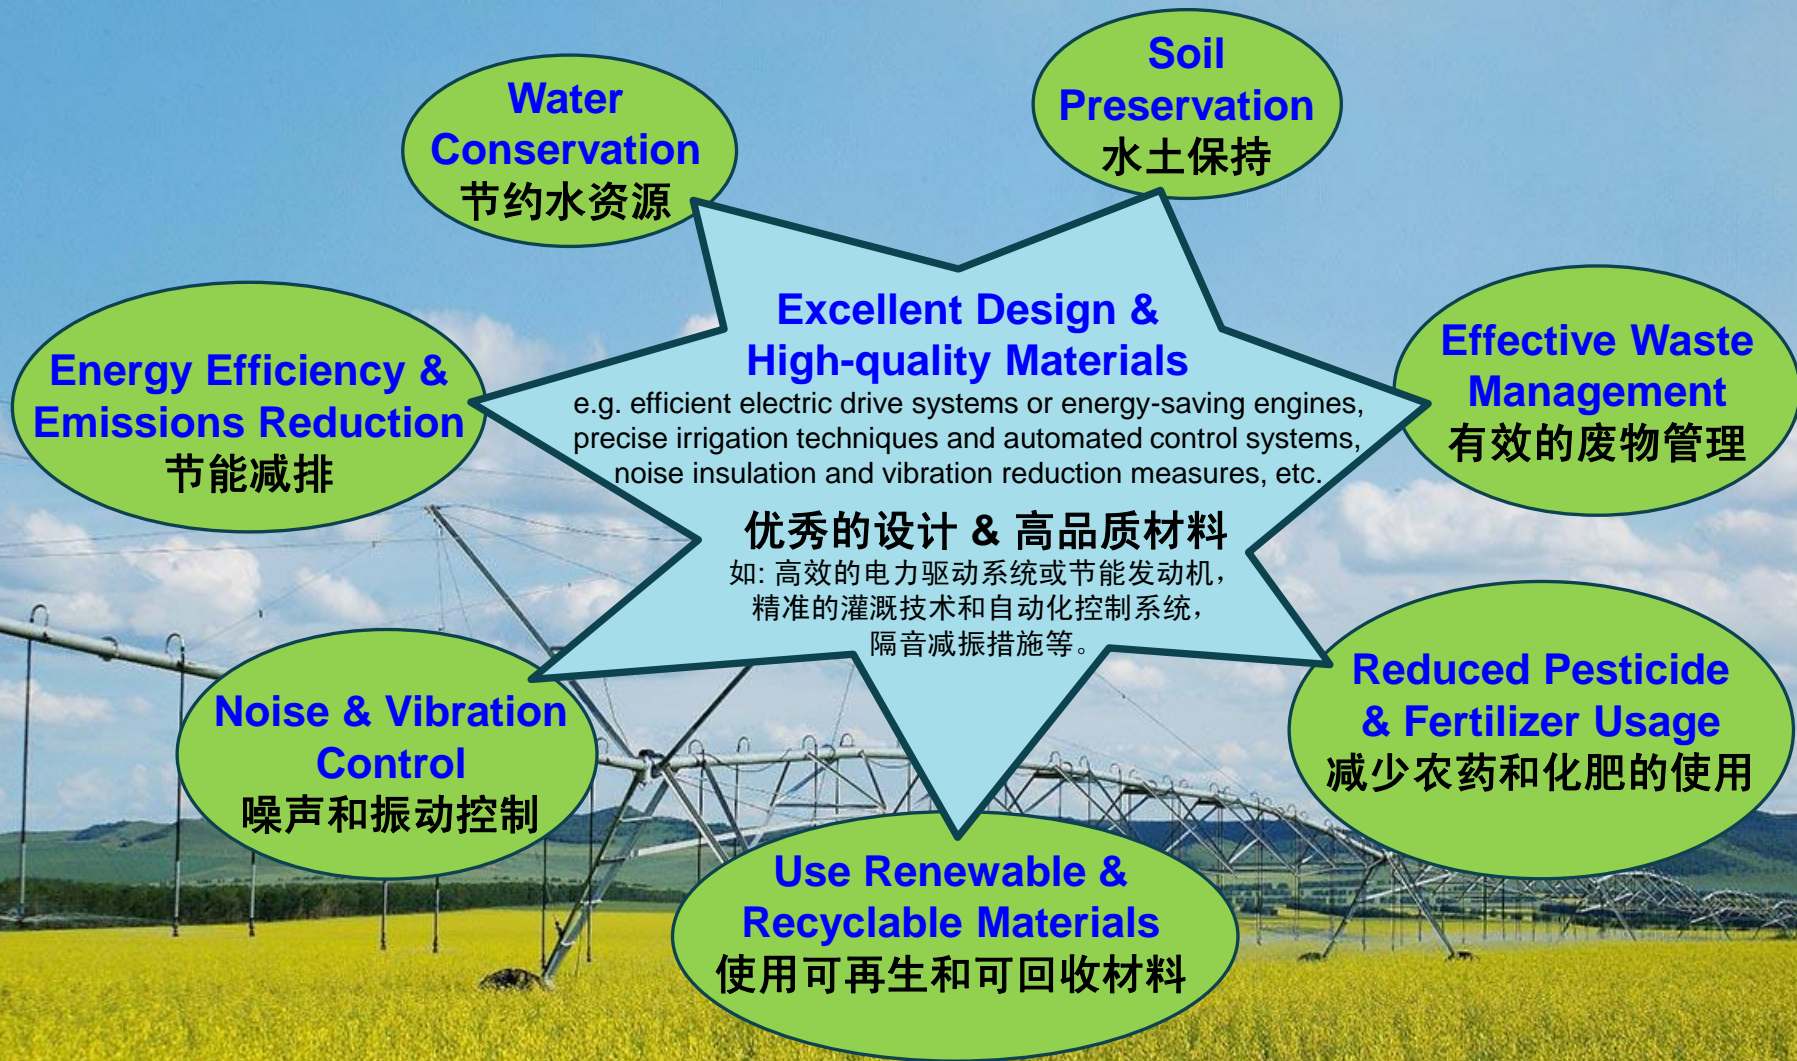 Water
Conservation
节约水资源
Soil
Preservation
水土保持
Energy Efficiency &
Emissions Reduction
节能减排
Excellent Design &
High-quality Materials
e.g. efficient electric drive systems or energy-saving engines,
precise irrigation techniques and automated control systems,
noise insulation and vibration reduction measures, etc.
优秀的设计 & 高品质材料
如: 高效的电力驱动系统或节能发动机，
精准的灌溉技术和自动化控制系统，
隔音减振措施等。
Effective Waste
Management
有效的废物管理
Noise & Vibration
Control
噪声和振动控制
Reduced Pesticide
& Fertilizer Usage
减少农药和化肥的使用
Use Renewable &
Recyclable Materials
使用可再生和可回收材料